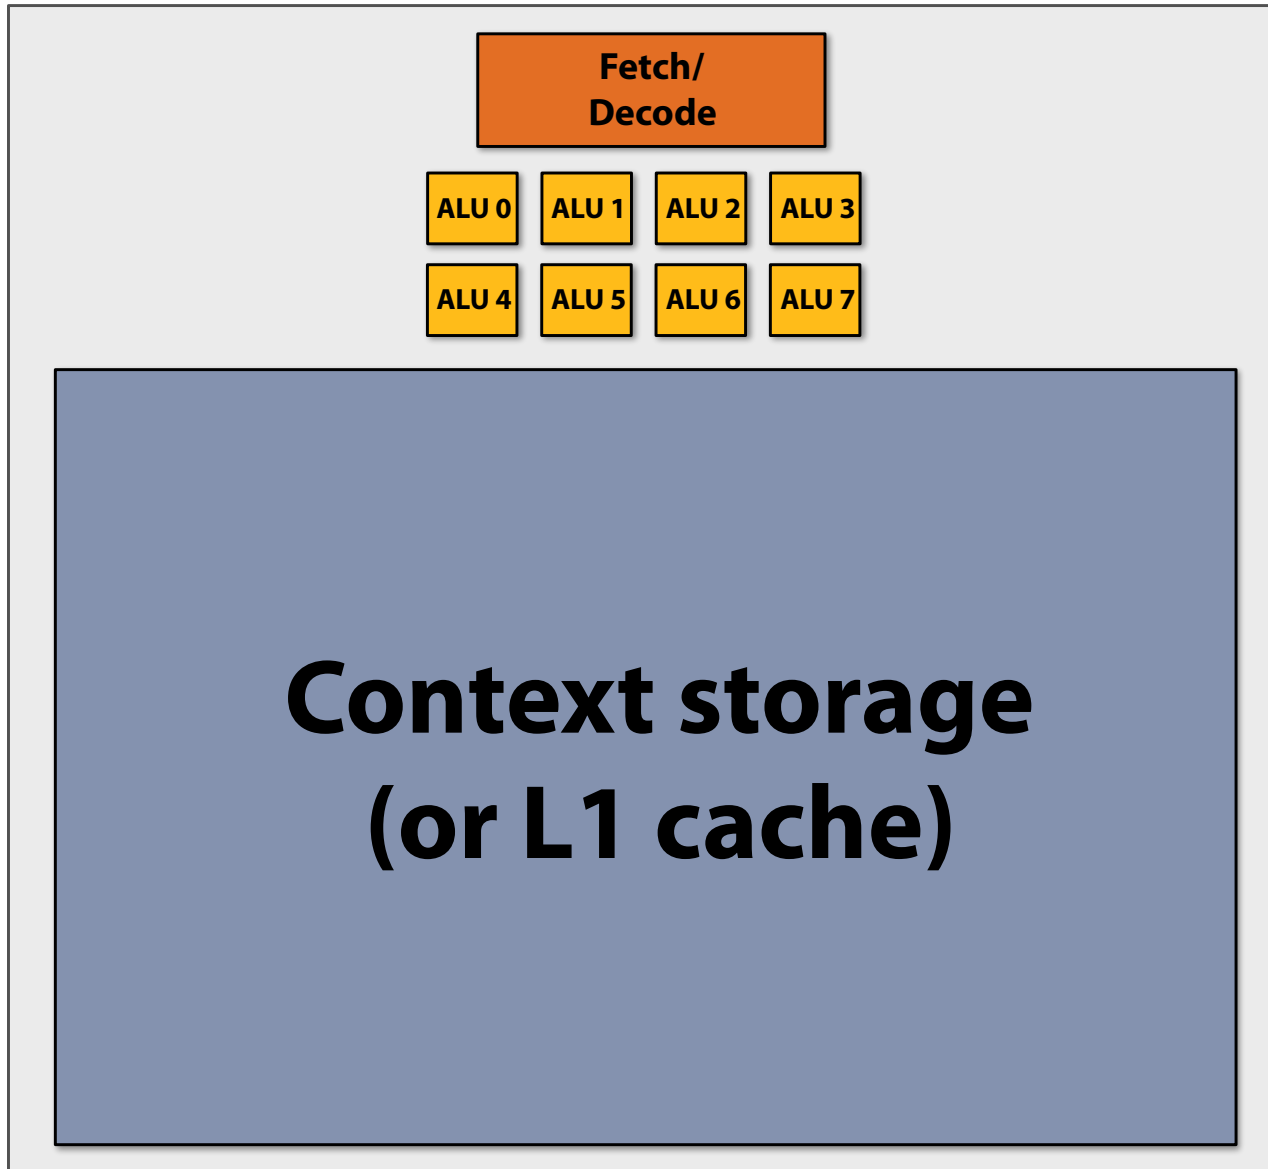 Fetch/
Decode
ALU 0 ALU 1 ALU 2 ALU 3
ALU 4 ALU 5 ALU 6 ALU 7
Context storage
(or L1 cache)